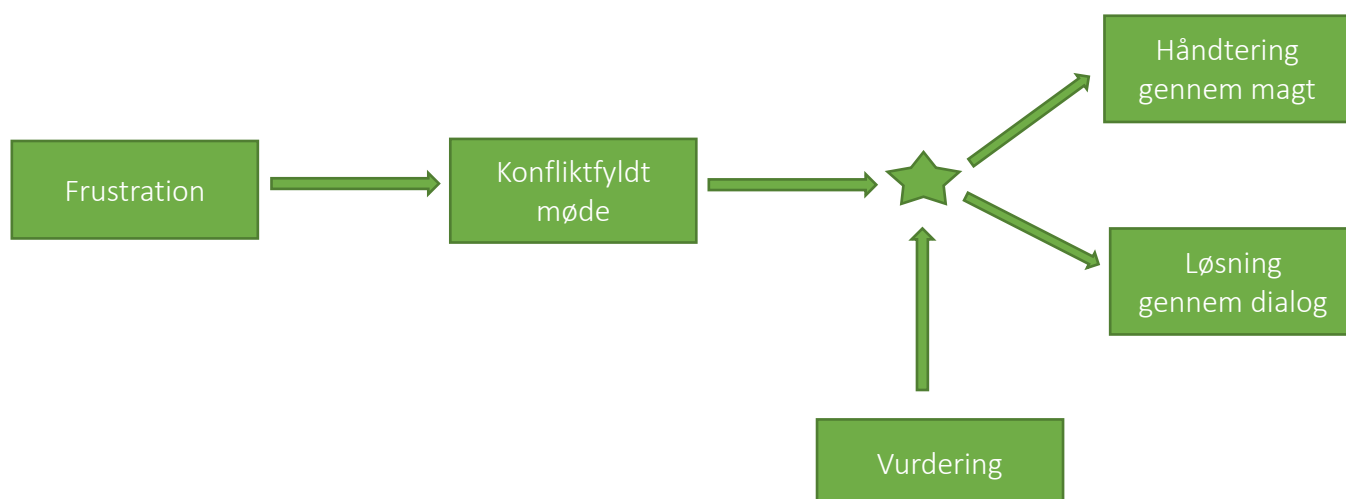 Frustration
Konfliktfyldt
møde
Håndtering
gennem magt
Løsning
gennem dialog
Vurdering